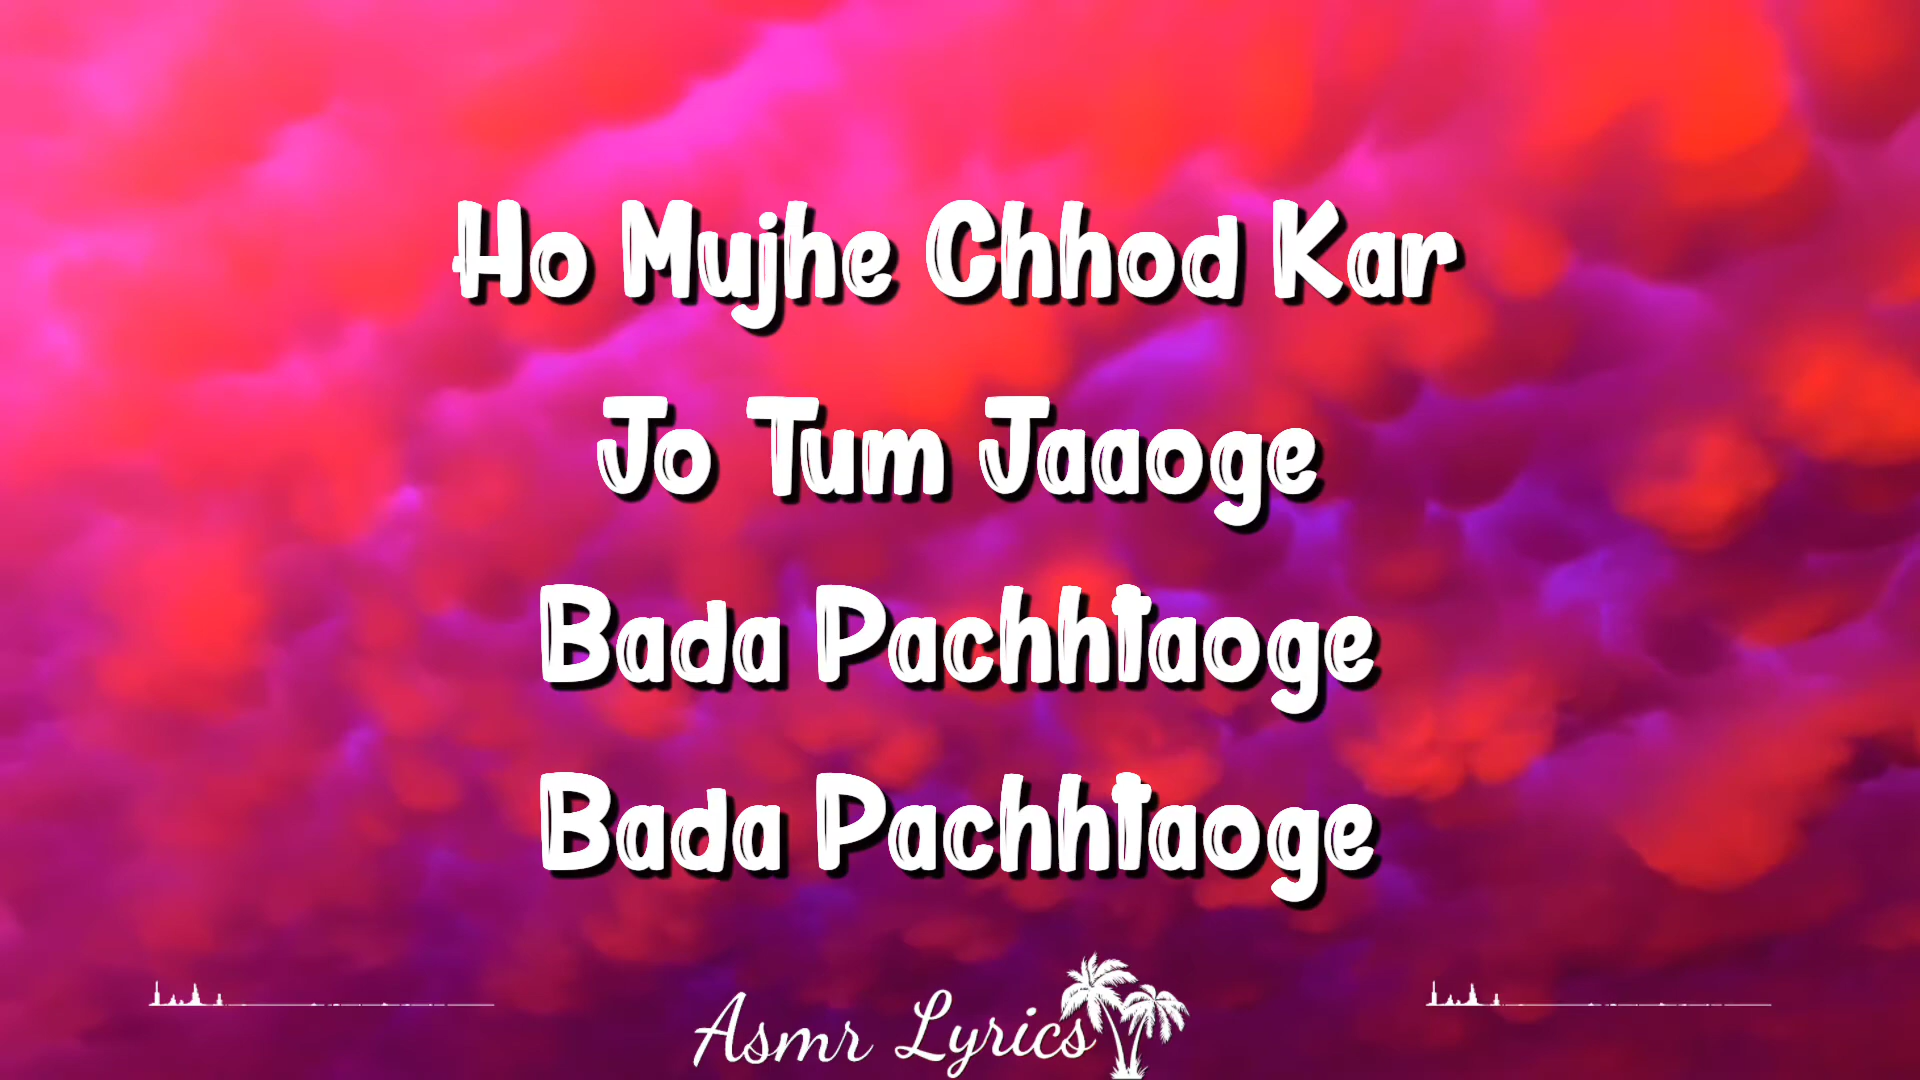 Ho Mujhe Chhod Kar
Jo Tum Jaaoge
Bada Pachhtaoge
Bada Pachhtaoge
Asmr Lyrics